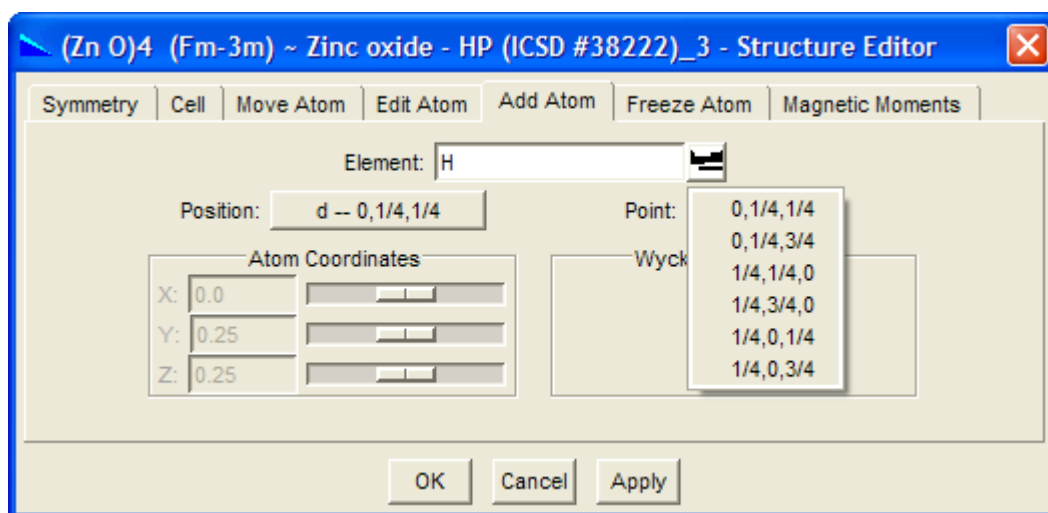 (Zn O)4 (Fm-3m) ~ Zinc oxide - HP (ICSD #38222)_3 - Structure Editor
Symmetry Cell Move Atom Edit Atom Add Atom Freeze Atom Magnetic Moments
Element: H
Position: d -- 0,1/4,1/4 Point: 0,1/4,1/4
0,1/4,3/4
Atom Coordinates Wyck 1/4,1/4,0
X: 0.0 1/4,3/4,0
Y: 0.25 1/4,0,1/4
Z: 0.25 1/4,0,3/4
OK Cancel Apply